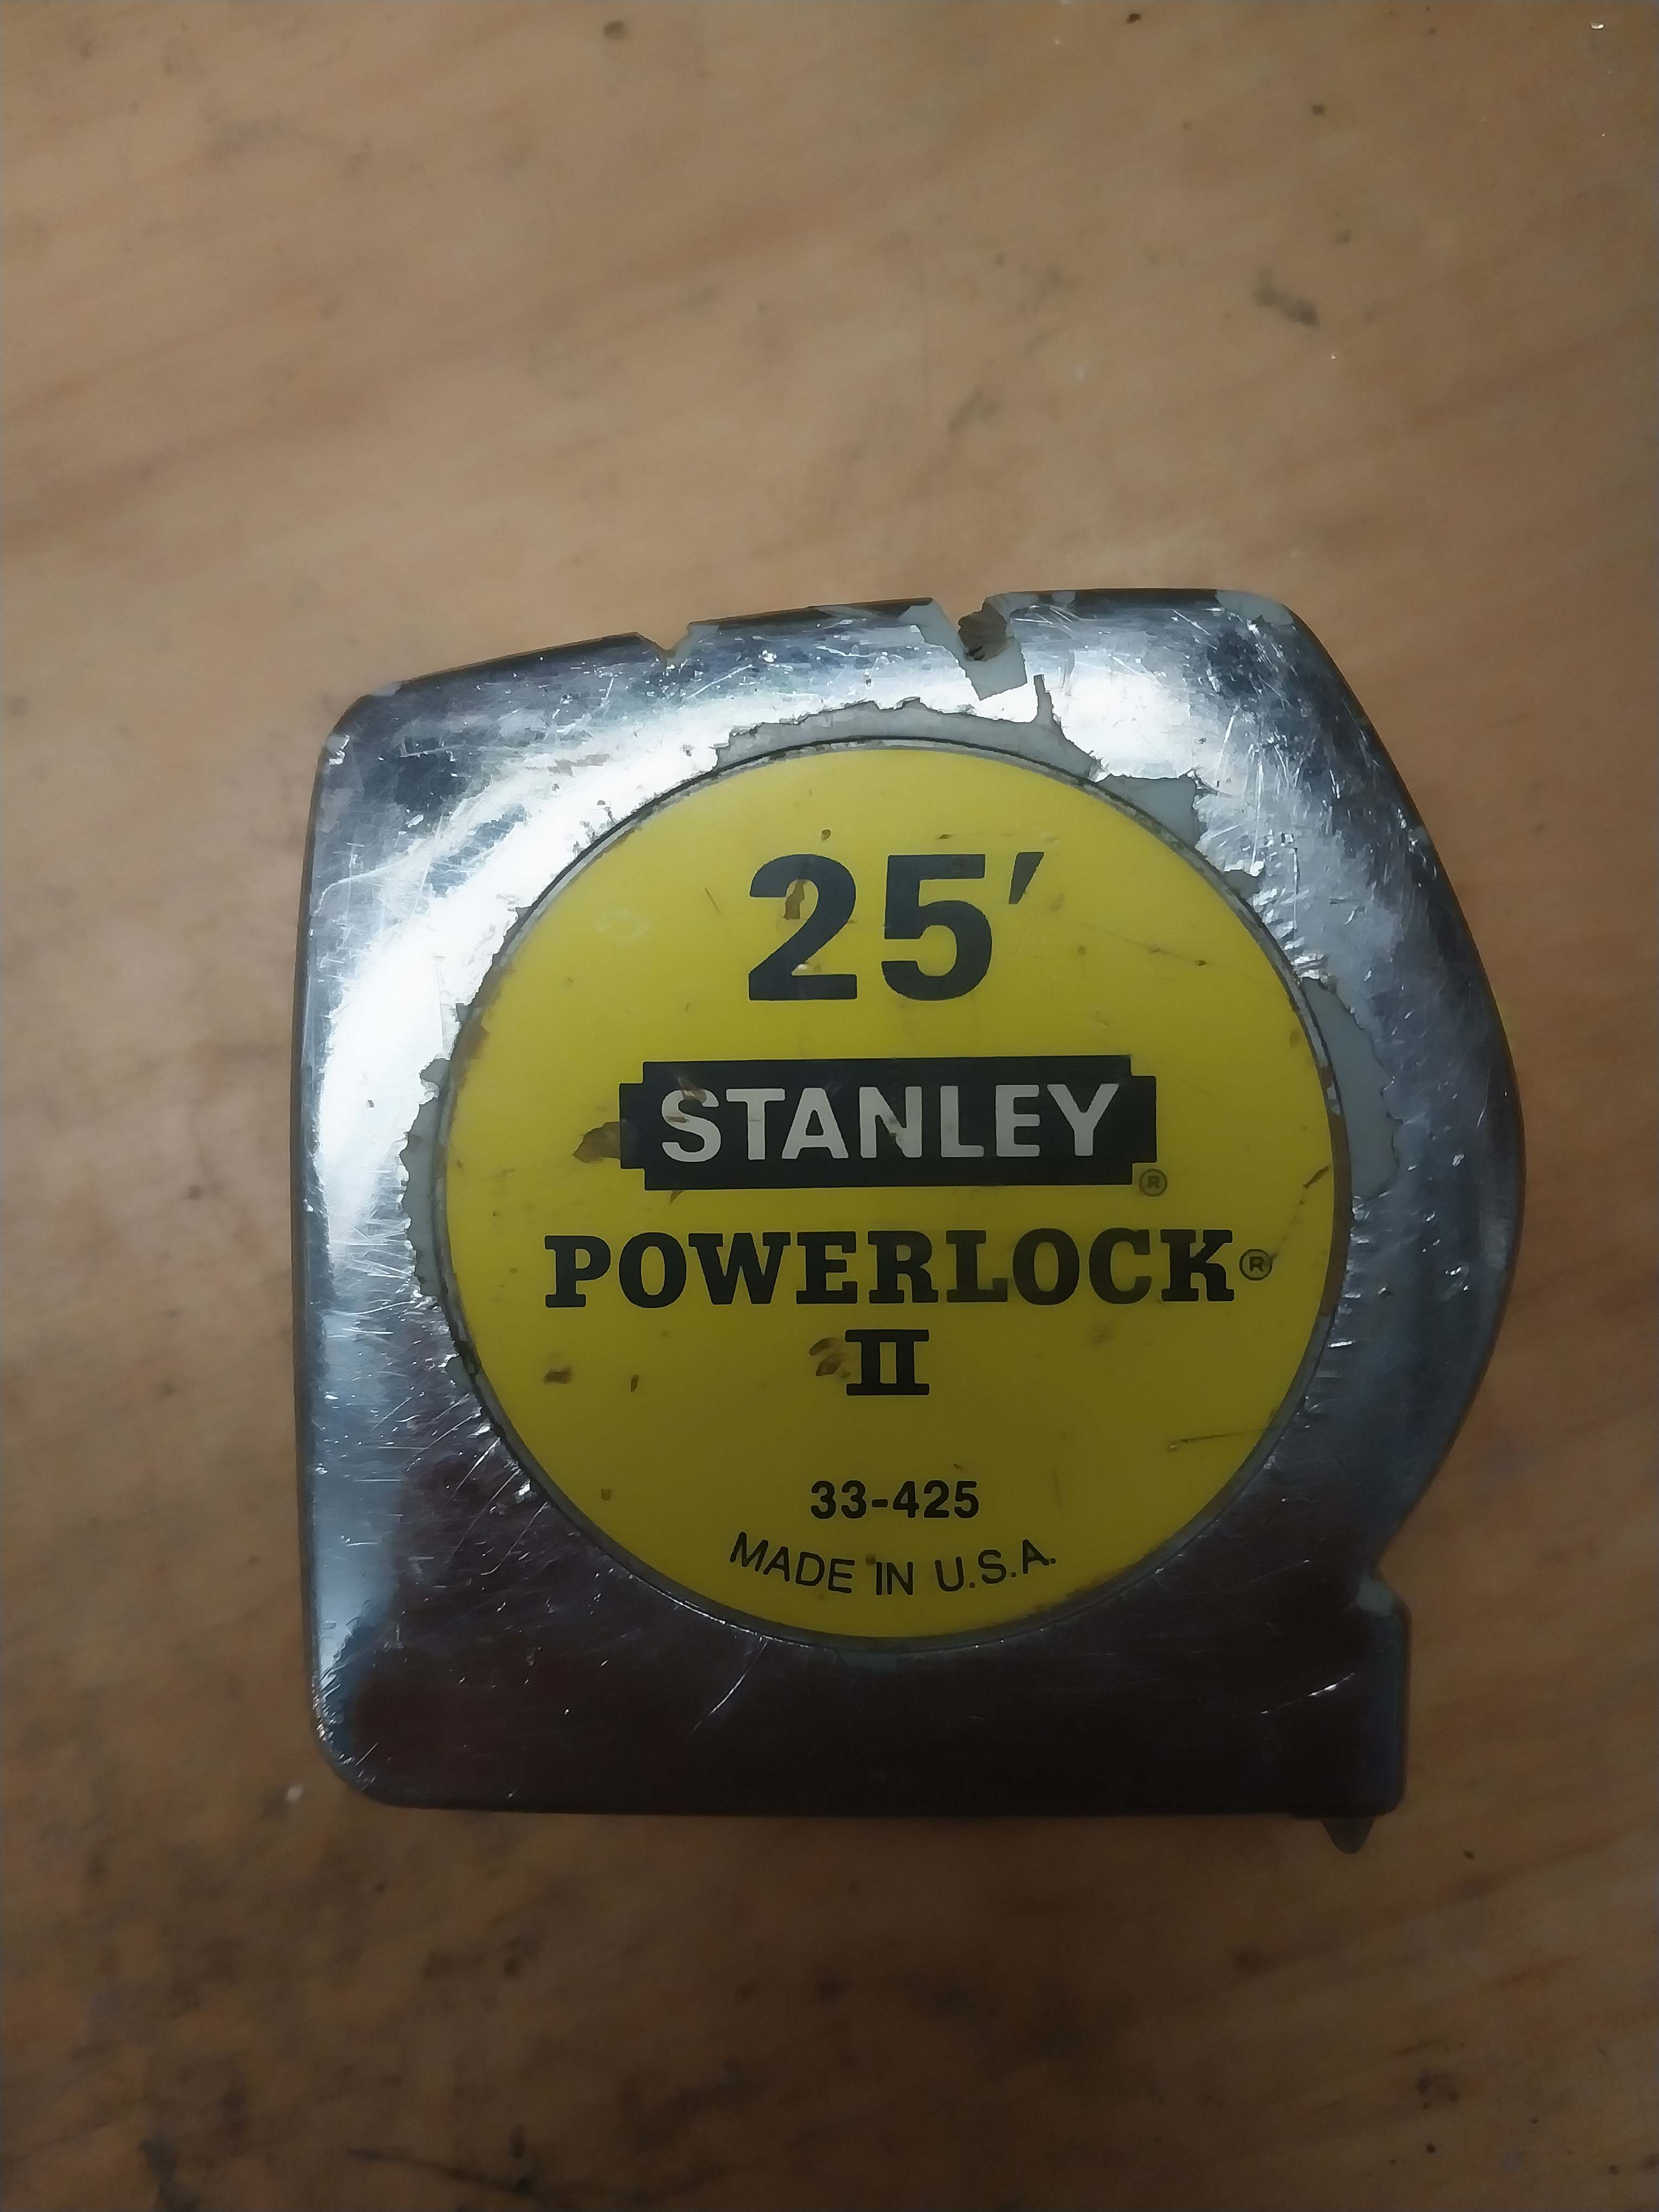 25'
STANLEY®
POWERLOCK®
II
33-425
MADE IN U.S.A.